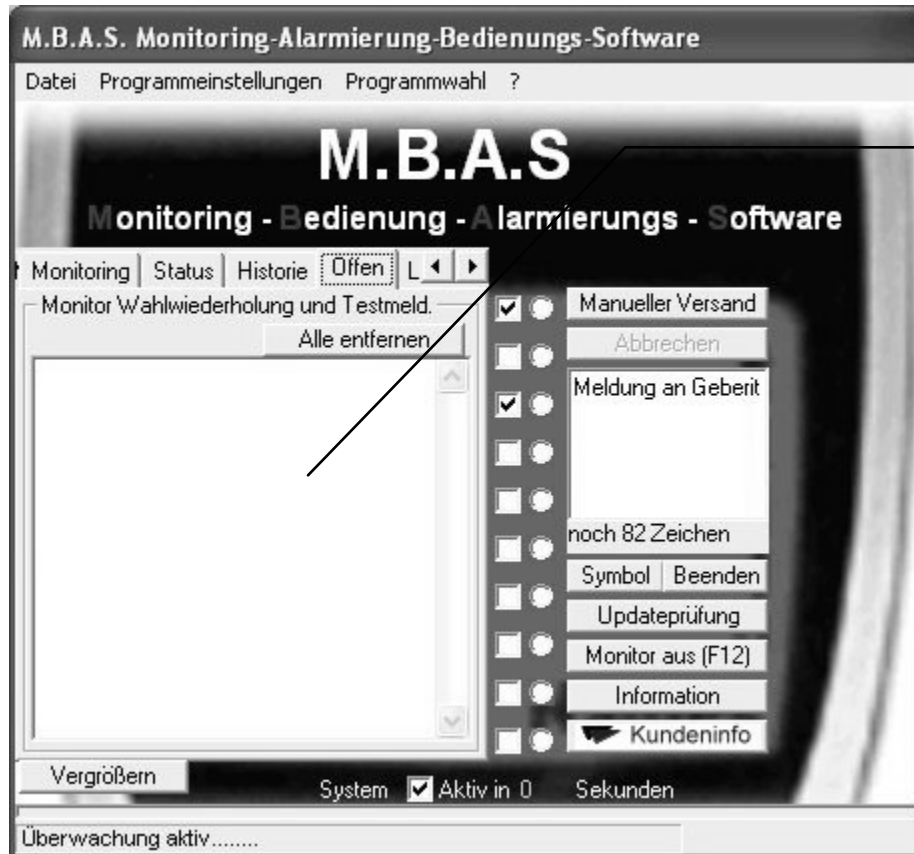 M.B.A.S. Monitoring-Alarmierung-Bedienungs-Software
Datei Programmeinstellungen Programmwahl ?
M.B.A.S
Monitoring - Bedienung - Alarmierungs - Software
Monitoring Status Historie Offen L
Monitor Wahlwiederholung und Testmeld.
Alle entfernen
Manueller Versand
Abbrechen
Meldung an Geberit
noch 82 Zeichen
Symbol Beenden
Updateprüfung
Monitor aus (F12)
Information
Kundeninfo
Vergrößern
System Aktiv in 0 Sekunden
Überwachung aktiv........